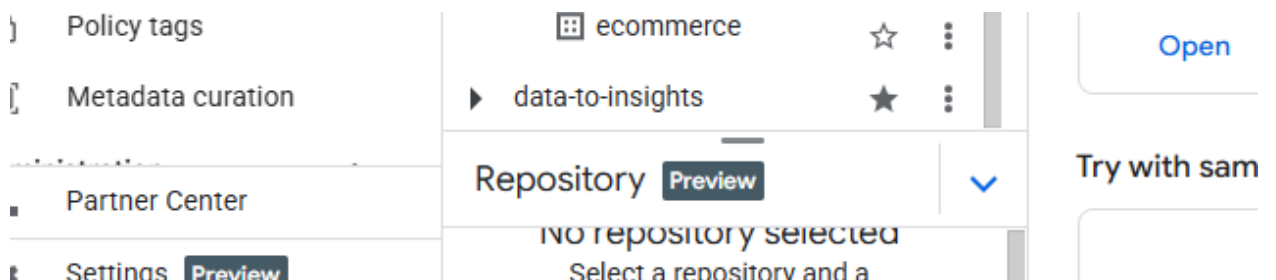 Policy tags
Metadata curation
Partner Center
Settings Preview
ecommerce
data-to-insights
Repository Preview
No repository selected
Select a repository and a
Open
Try with sam